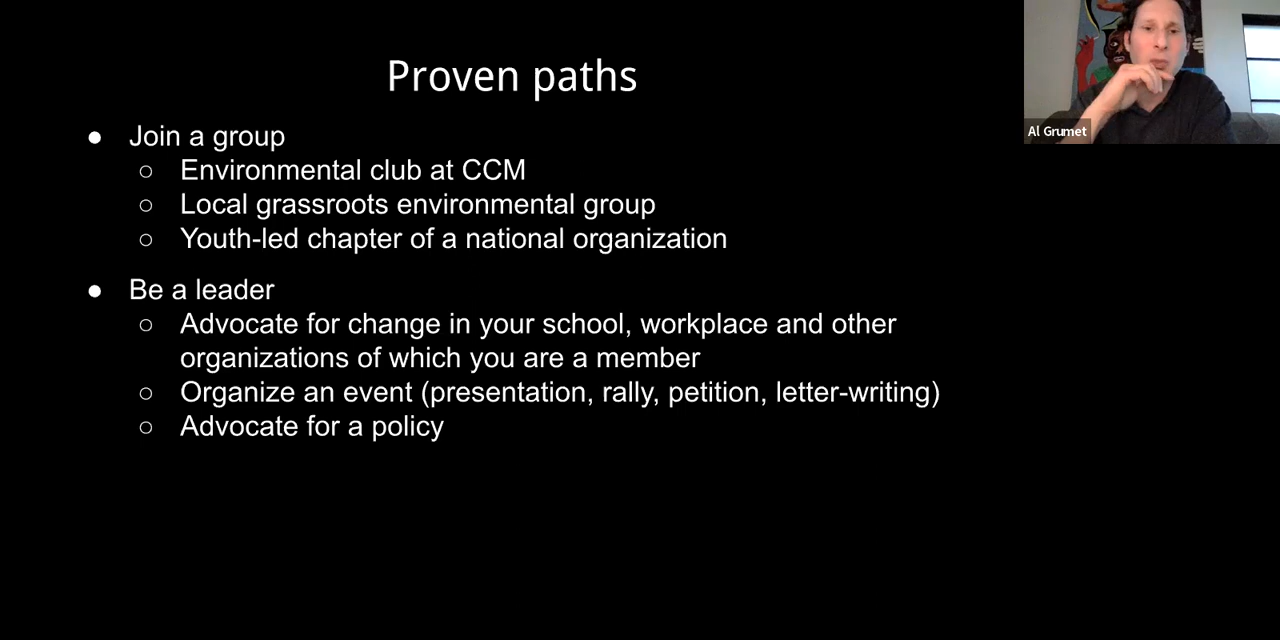 Proven paths
● Join a group
○ Environmental club at CCM
○ Local grassroots environmental group
○ Youth-led chapter of a national organization
● Be a leader
○ Advocate for change in your school, workplace and other
organizations of which you are a member
○ Organize an event (presentation, rally, petition, letter-writing)
○ Advocate for a policy
Al Grumet